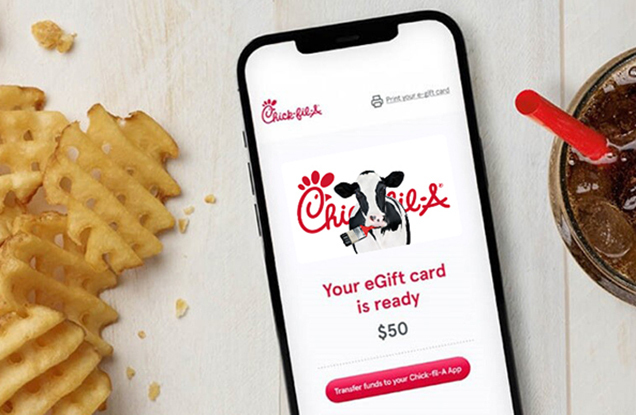 Chick-fil-A
Print your e-gift card
Chick-fil-A
Your eGift card
is ready
$50
Transfer funds to your Chick-fil-A App